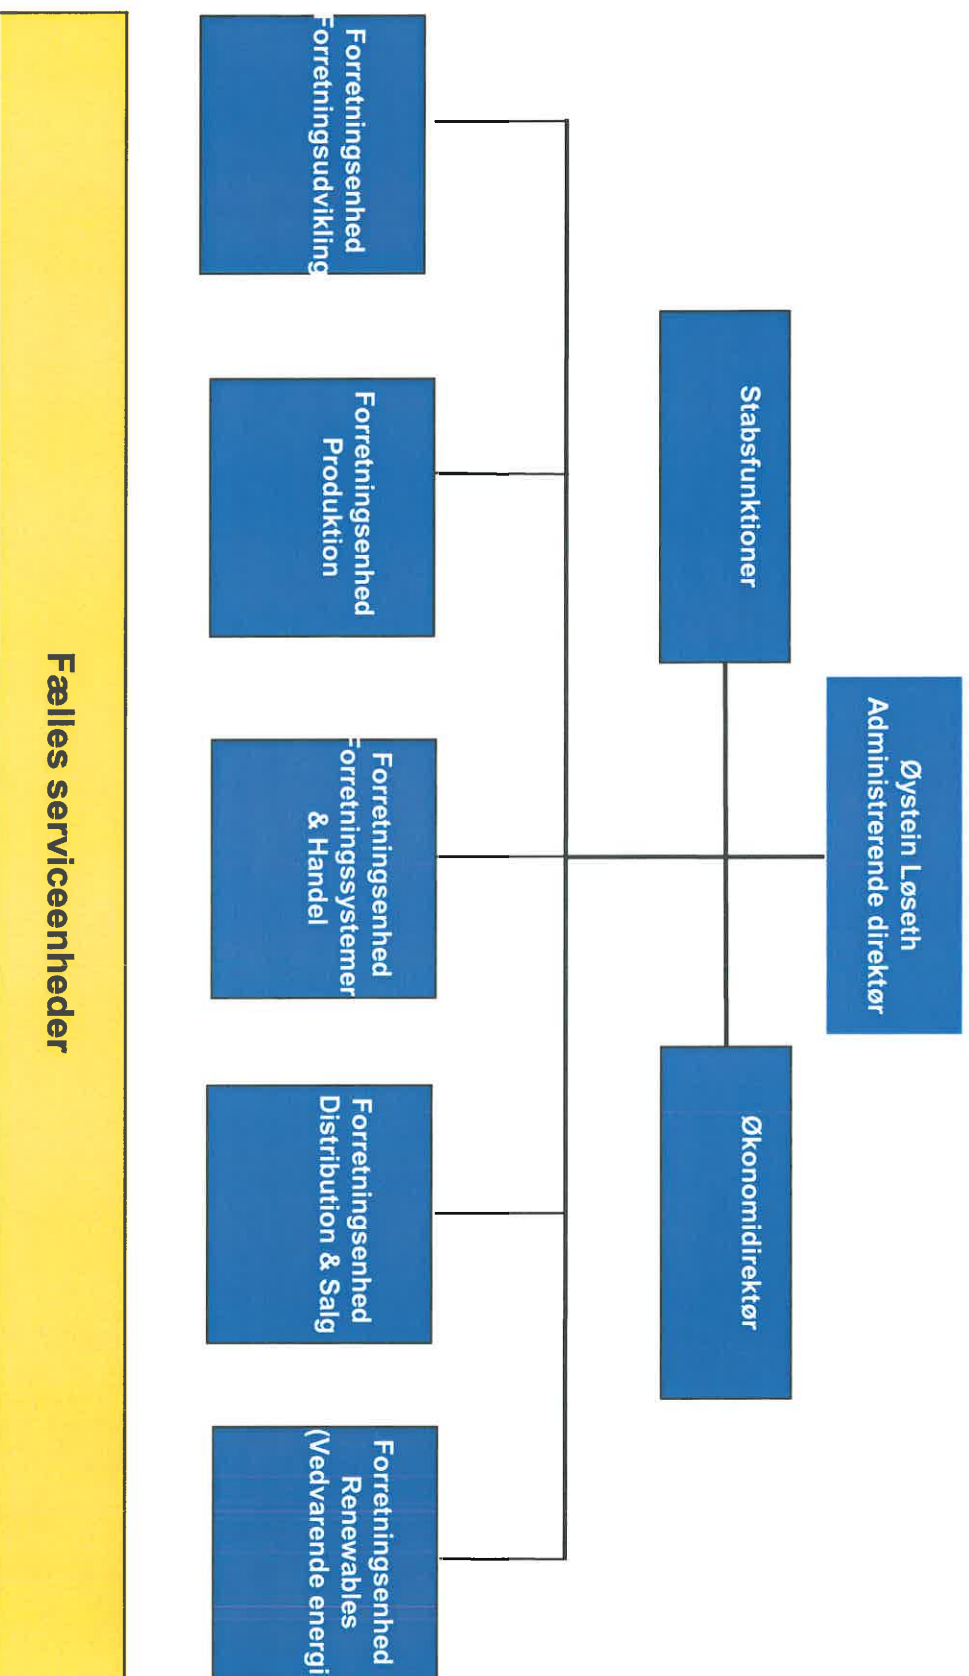 Øystein Løseth
Administrerende direktør
Stabsfunktioner
Økonomidirektør
Forretningsenhed
Forretningsudvikling
Forretningsenhed
Produktion
Forretningsenhed
Forretningssystemer
& Handel
Forretningsenhed
Distribution & Salg
Forretningsenhed
Renewables
(Vedvarende energi
Fælles serviceenheder